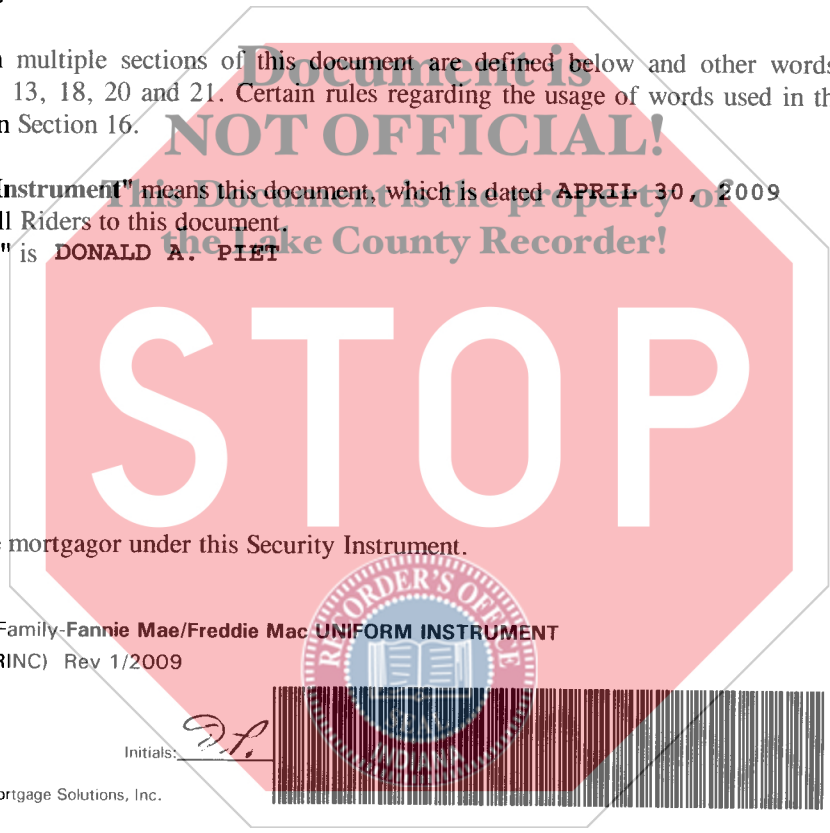 multiple sections of this document are defined below and other words
13, 18, 20 and 21. Certain rules regarding the usage of words used in th
n Section 16.
Instrument" means this document, which is dated APRIL 30, 2009
ll Riders to this document.
" is DONALD A. PIET
Document is
NOT OFFICIAL!
This Document is the property of
the Lake County Recorder!
STOP
e mortgagor under this Security Instrument.
Family-Fannie Mae/Freddie Mac UNIFORM INSTRUMENT
RINC) Rev 1/2009
RECORDER'S OFFICE
SEAL
INDIANA
Initials: D.P.
ortgage Solutions, Inc.